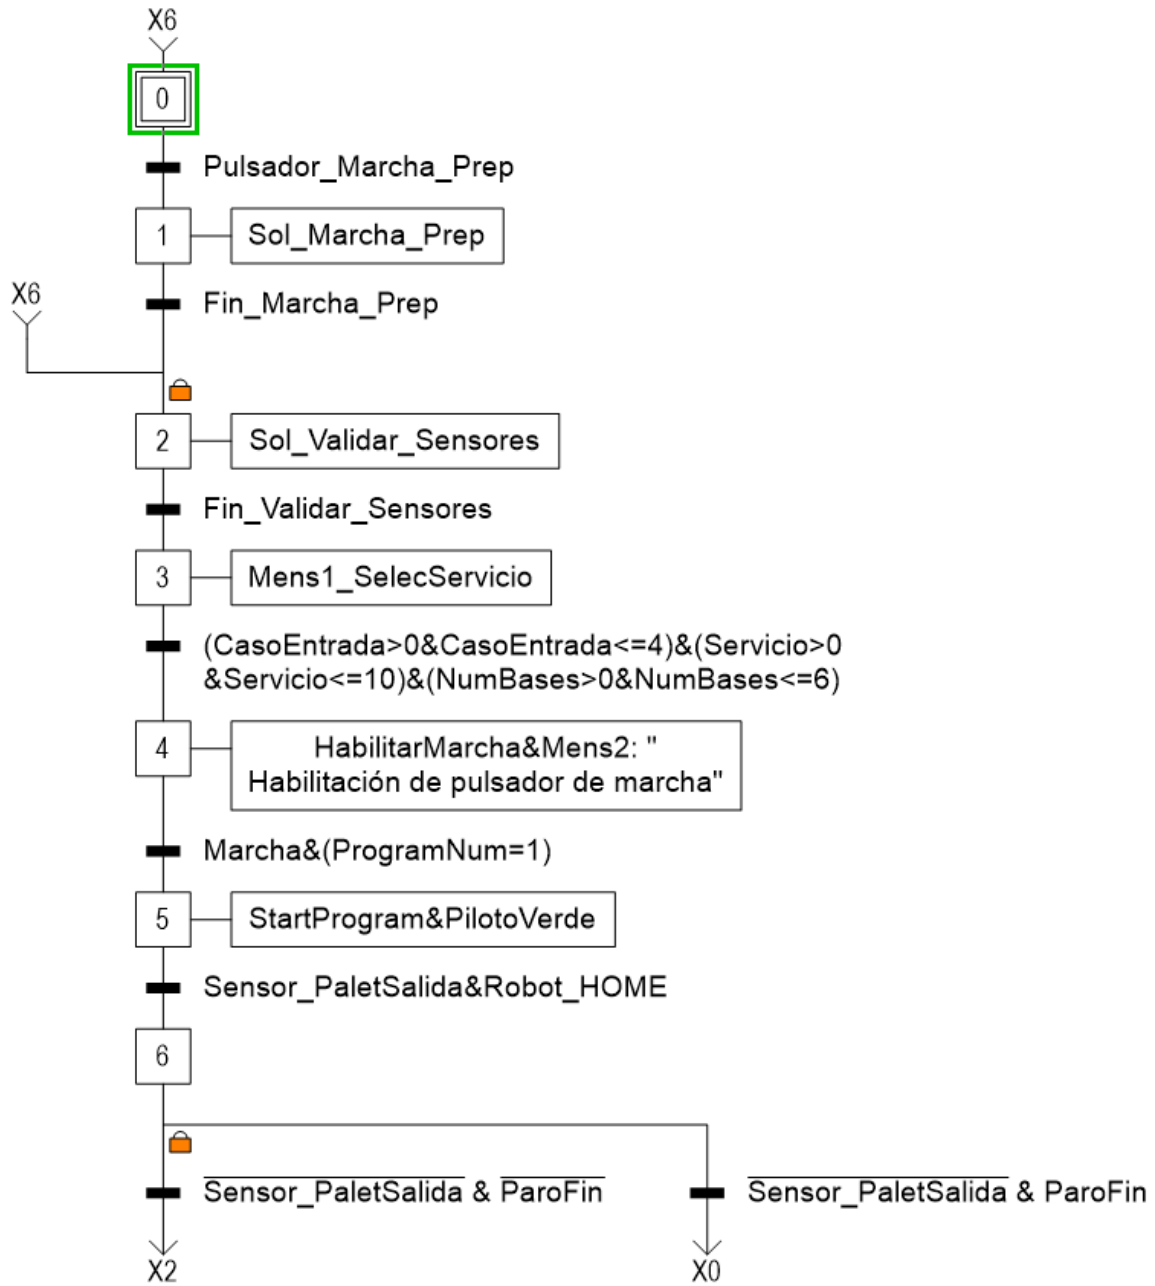 X6
0
Pulsador_Marcha_Prep
1
Sol_Marcha_Prep
Fin_Marcha_Prep
X6
2
Sol_Validar_Sensores
Fin_Validar_Sensores
3
Mens1_SelecServicio
(CasoEntrada>0&CasoEntrada<=4)&(Servicio>0
&Servicio<=10)&(NumBases>0&NumBases<=6)
4
HabilitarMarcha&Mens2: "
Habilitación de pulsador de marcha"
Marcha&(ProgramNum=1)
5
StartProgram&PilotoVerde
Sensor_PaletSalida&Robot_HOME
6
Sensor_PaletSalida & ParoFin
Sensor_PaletSalida & ParoFin
X2
X0